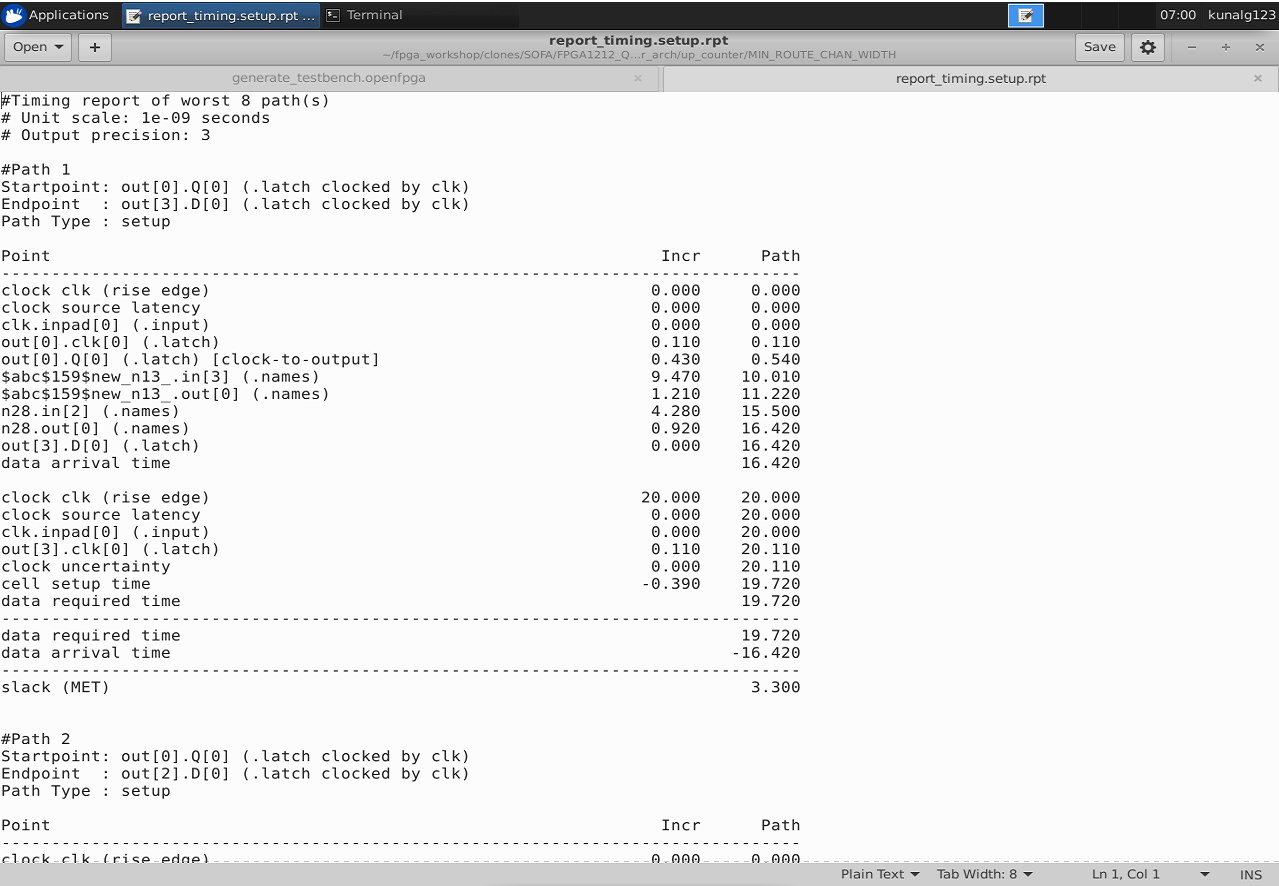 Applications report_timing.setup.rpt ... Terminal 07:00 kunalg123
Open + report_timing.setup.rpt Save
~/fpga_workshop/clones/SOFA/FPGA1212_Q...r_arch/up_counter/MIN_ROUTE_CHAN_WIDTH
generate_testbench.openfpga × report_timing.setup.rpt ×
#Timing report of worst 8 path(s)
# Unit scale: 1e-09 seconds
# Output precision: 3
#Path 1
Startpoint: out[0].Q[0] (.latch clocked by clk)
Endpoint  : out[3].D[0] (.latch clocked by clk)
Path Type : setup
Point Incr Path
--------------------------------------------------------------------------------
clock clk (rise edge) 0.000 0.000
clock source latency 0.000 0.000
clk.inpad[0] (.input) 0.000 0.000
out[0].clk[0] (.latch) 0.110 0.110
out[0].Q[0] (.latch) [clock-to-output] 0.430 0.540
$abc$159$new_n13_.in[3] (.names) 9.470 10.010
$abc$159$new_n13_.out[0] (.names) 1.210 11.220
n28.in[2] (.names) 4.280 15.500
n28.out[0] (.names) 0.920 16.420
out[3].D[0] (.latch) 0.000 16.420
data arrival time 16.420
clock clk (rise edge) 20.000 20.000
clock source latency 0.000 20.000
clk.inpad[0] (.input) 0.000 20.000
out[3].clk[0] (.latch) 0.110 20.110
clock uncertainty 0.000 20.110
cell setup time -0.390 19.720
data required time 19.720
--------------------------------------------------------------------------------
data required time 19.720
data arrival time -16.420
--------------------------------------------------------------------------------
slack (MET) 3.300
#Path 2
Startpoint: out[0].Q[0] (.latch clocked by clk)
Endpoint  : out[2].D[0] (.latch clocked by clk)
Path Type : setup
Point Incr Path
--------------------------------------------------------------------------------
clock clk (rise edge) 0.000 0.000
Plain Text Tab Width: 8 Ln 1, Col 1 INS